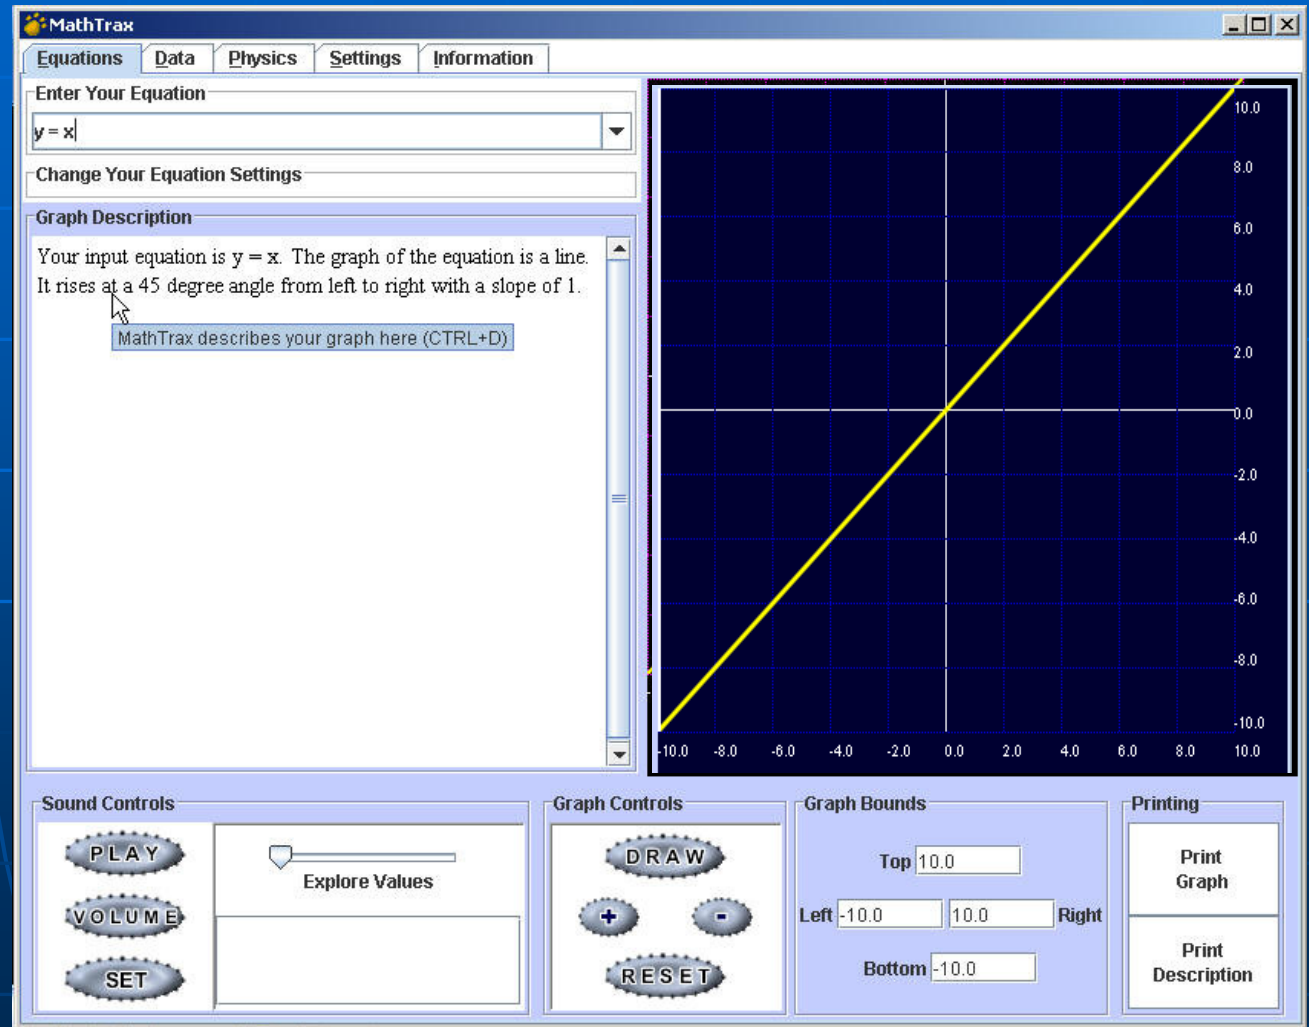 MathTrax
Equations Data Physics Settings Information
Enter Your Equation
y = x
Change Your Equation Settings
Graph Description
Your input equation is y = x. The graph of the equation is a line.
It rises at a 45 degree angle from left to right with a slope of 1.
MathTrax describes your graph here (CTRL+D)
10.0
8.0
6.0
4.0
2.0
0.0
-2.0
-4.0
-6.0
-8.0
-10.0
-10.0 -8.0 -6.0 -4.0 -2.0 0.0 2.0 4.0 6.0 8.0 10.0
Sound Controls
PLAY
VOLUME
SET
Explore Values
Graph Controls
DRAW
+ -
RESET
Graph Bounds
Top 10.0
Left -10.0 10.0 Right
Bottom -10.0
Printing
Print
Graph
Print
Description